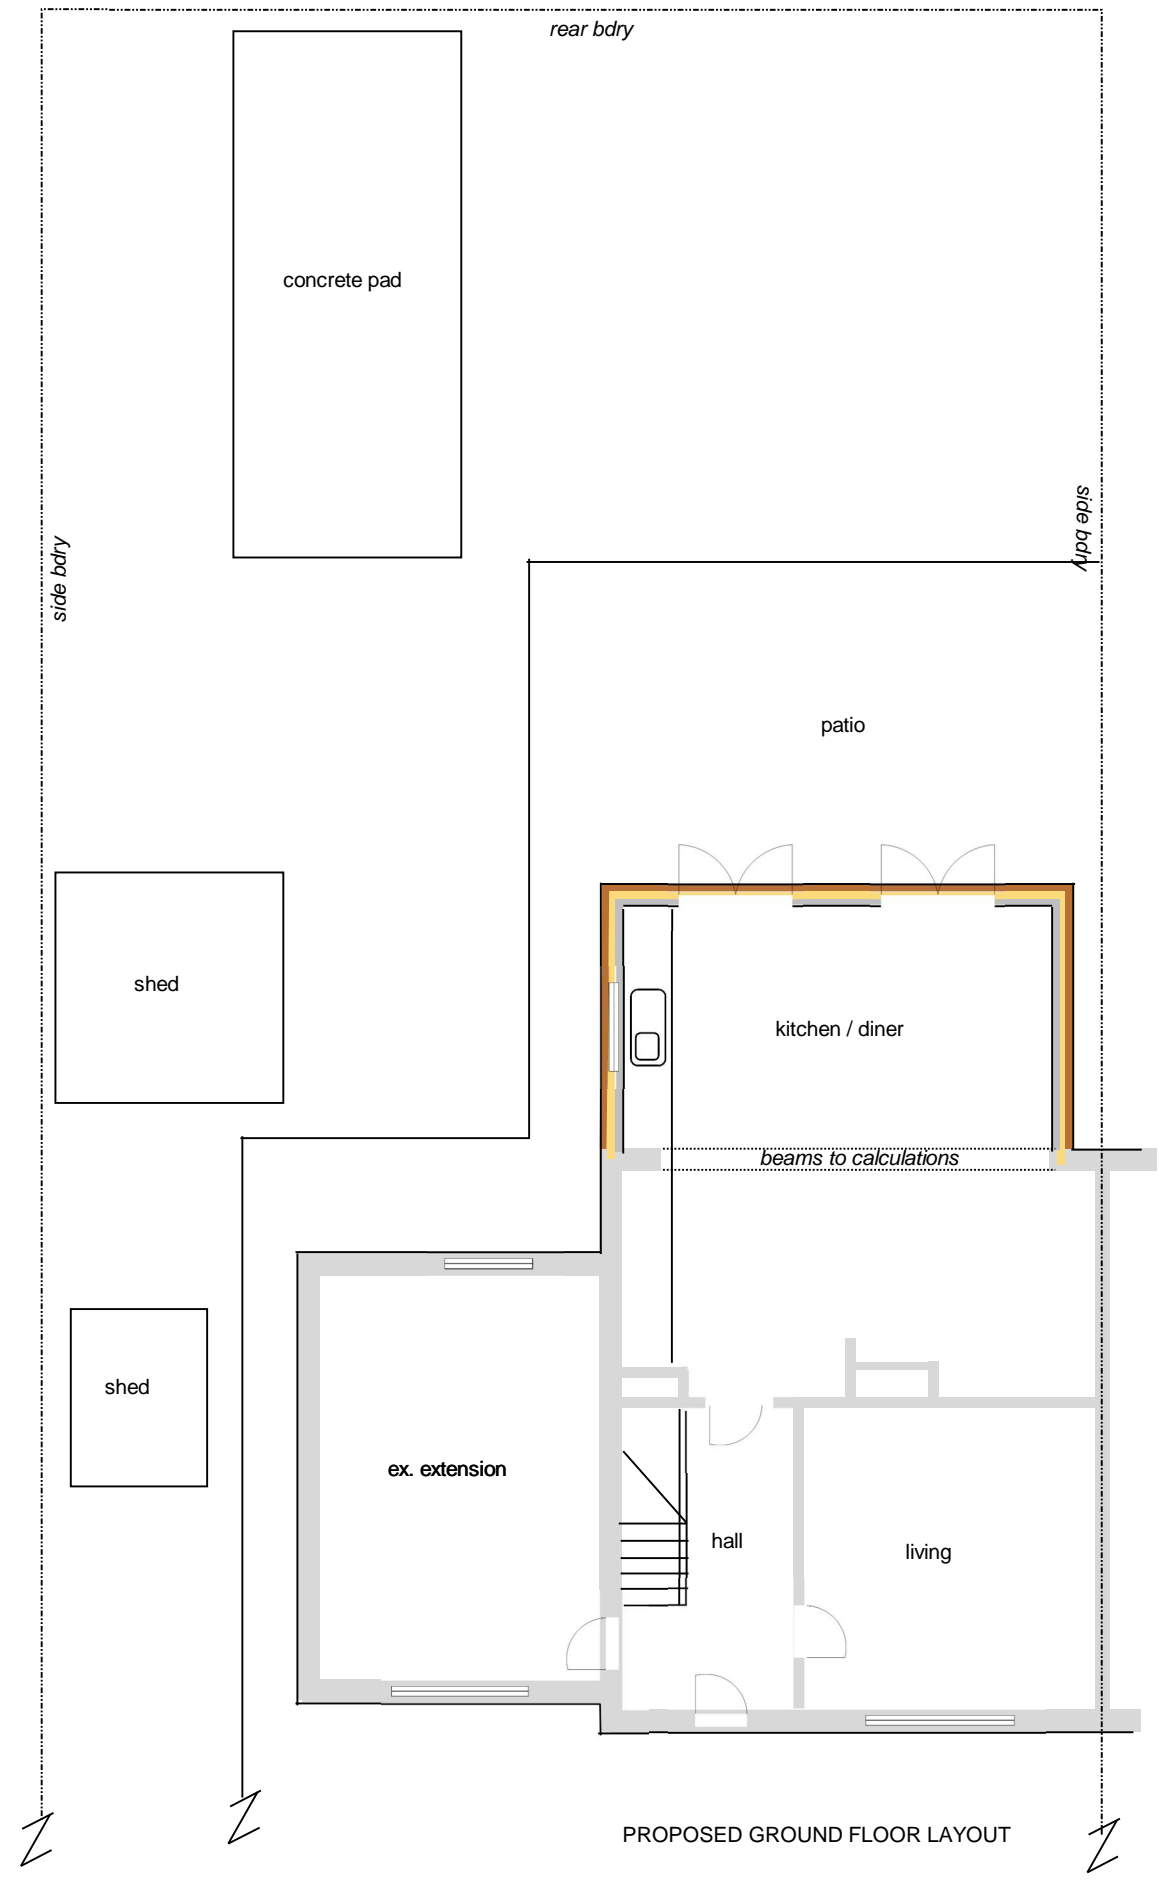 rear bdry
concrete pad
side bdry
side bdry
patio
shed
kitchen / diner
beams to calculations
shed
ex. extension
hall
living
PROPOSED GROUND FLOOR LAYOUT